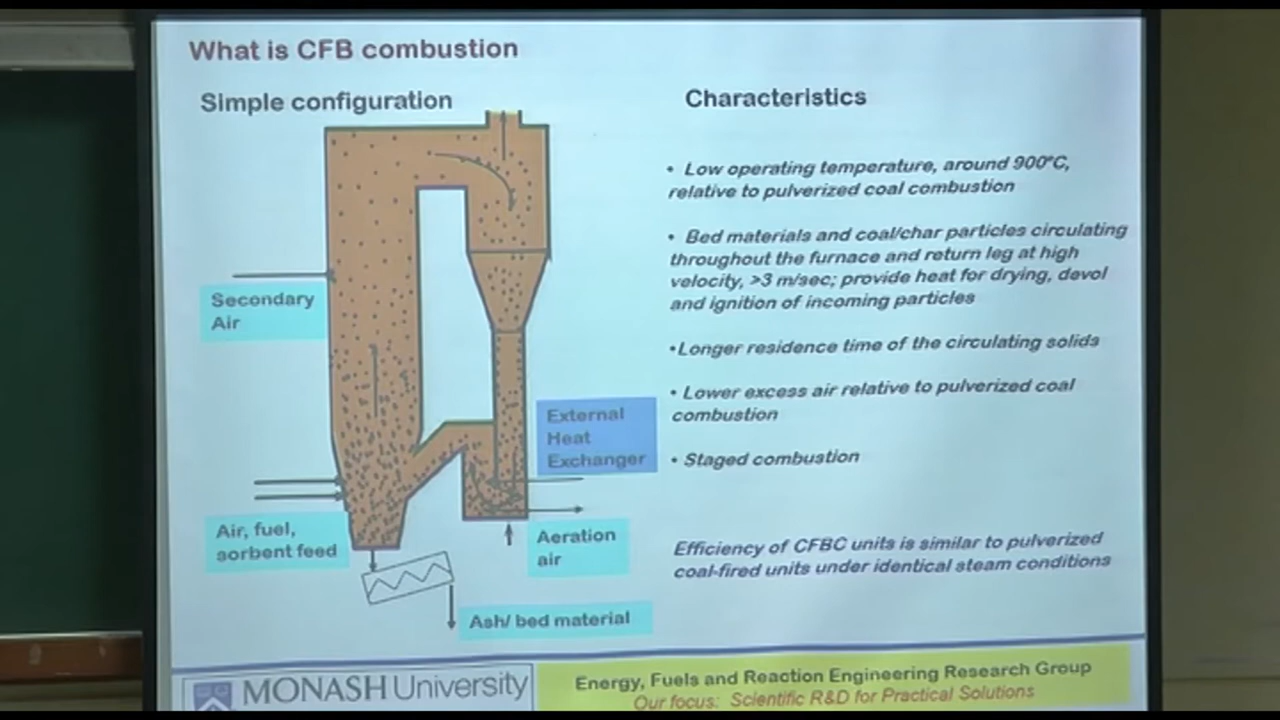 What is CFB combustion
Simple configuration
Secondary
Air
External
Heat
Exchanger
Air, fuel,
sorbent feed
Aeration
air
Ash/ bed material
Characteristics
• Low operating temperature, around 900°C,
relative to pulverized coal combustion
• Bed materials and coal/char particles circulating
throughout the furnace and return leg at high
velocity, >3 m/sec; provide heat for drying, devol
and ignition of incoming particles
•Longer residence time of the circulating solids
• Lower excess air relative to pulverized coal
combustion
• Staged combustion
Efficiency of CFBC units is similar to pulverized
coal-fired units under identical steam conditions
MONASH University
Energy, Fuels and Reaction Engineering Research Group
Our focus: Scientific R&D for Practical Solutions